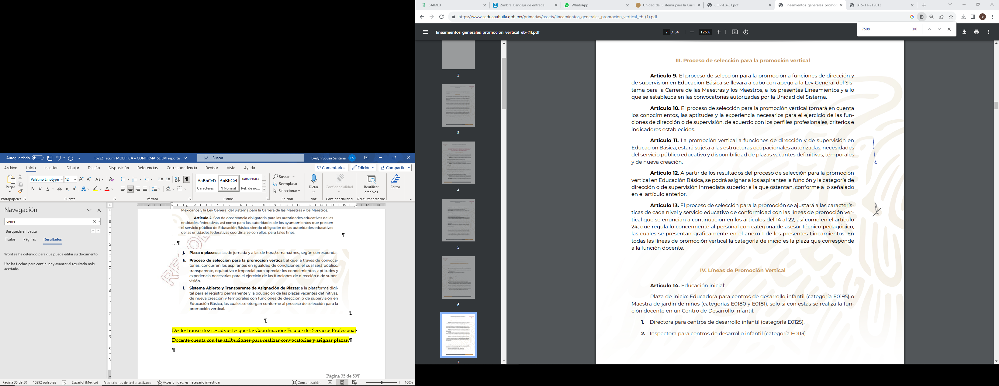 SAIMEX
Zimbra: Bandeja de entrada
WhatsApp
Unidad del Sistema para la Carr
COP-EB-21.pdf
lineamientos_generales_promoc
B15-11-2T2013
https://www.seducoahuila.gob.mx/primarias/assets/lineamientos_generales_promocion_vertical_eb-(1).pdf
lineamientos_generales_promocion_vertical_eb-(1).pdf
7 / 34
125%
7508
0/0
2
3
4
5
6
7
III. Proceso de selección para la promoción vertical
Artículo 9. El proceso de selección para la promoción a funciones de dirección y
de supervisión en Educación Básica se llevará a cabo con apego a la Ley General del Sis-
tema para la Carrera de las Maestras y los Maestros, a los presentes Lineamientos y a lo
que se establezca en las convocatorias autorizadas por la Unidad del Sistema.
Artículo 10. El proceso de selección para la promoción vertical tomará en cuenta
los conocimientos, las aptitudes y la experiencia necesarios para el ejercicio de las fun-
ciones de dirección o de supervisión, de acuerdo con los perfiles profesionales, criterios e
indicadores establecidos.
Artículo 11. La promoción vertical a funciones de dirección y de supervisión en
Educación Básica, estará sujeta a las estructuras ocupacionales autorizadas, necesidades
del servicio público educativo y disponibilidad de plazas vacantes definitivas, temporales
y de nueva creación.
Artículo 12. A partir de los resultados del proceso de selección para la promoción
vertical en Educación Básica, se podrá asignar a los aspirantes la función y la categoría de
dirección o de supervisión inmediata superior a la que ostentan, conforme a lo señalado
en el artículo anterior.
Artículo 13. El proceso de selección para la promoción se ajustará a las caracterís-
ticas de cada nivel y servicio educativo de conformidad con las líneas de promoción ver-
tical que se enuncian a continuación en los artículos del 14 al 22, así como en el artículo
24, que regula lo concerniente al personal con categoría de asesor técnico pedagógico,
las cuales se presentan gráficamente en el anexo 1 de los presentes Lineamientos. En
todas las líneas de promoción vertical la categoría de inicio es la plaza que corresponde
a la función docente.
IV. Líneas de Promoción Vertical
Artículo 14. Educación inicial:
Plaza de inicio: Educadora para centros de desarrollo infantil (categoría E0195) o
Maestra de jardín de niños (categorías E0180 y E0181), solo si con estas se realiza la fun-
ción docente en un Centro de Desarrollo Infantil.
1. Directora para centros de desarrollo infantil (categoría E0125).
2. Inspectora para centros de desarrollo infantil (categoría E0113).
Autoguardado
16232 _acum_MODIFICA y CONFIRMA_SEIEM_reporte...
Buscar
Evelyn Souza Santana
ES
Archivo Inicio Insertar Dibujar Diseño Disposición Referencias Correspondencia Revisar Vista Ayuda
Comentarios
Edición
Compartir
Pegar
Palatino Linotype
12
Aa
N K S ab x₂ x²
AaBbCcD AaBbCcI AaBbCcDdEe
Caracteres... ¶ Normal Ref. de no...
Buscar
Reemplazar
Seleccionar
Dictar
Confidencialidad
Reutilizar
archivos
Editor
Portapapeles Fuente Párrafo Estilos Edición Voz Confidencialidad Reutilizar archivos
Navegación
cierre
Búsqueda en pausa
Títulos Páginas Resultados
Word se ha detenido para que pueda editar su documento.
Use las flechas para continuar y avanzar al resultado más
acertado.
Mexicanos y la Ley General del Sistema para la Carrera de las Maestras y los Maestros.
Artículo 2. Son de observancia obligatoria para las autoridades educativas de las
entidades federativas, así como para las autoridades de los ayuntamientos que presten
el servicio público de Educación Básica, siendo obligación de las autoridades educativas
de las entidades federativas coordinarse con ellos, para tales fines. ¶
...¶
j. Plaza o plazas: a las de jornada y a las de hora/semana/mes, según corresponda.
k. Proceso de selección para la promoción vertical: al que, a través de convoca-
torias, concurren los aspirantes en igualdad de condiciones, el cual será público,
transparente, equitativo e imparcial para apreciar los conocimientos, aptitudes y
experiencia necesarias para el ejercicio de las funciones de dirección o de super-
visión.
l. Sistema Abierto y Transparente de Asignación de Plazas: a la plataforma digi-
tal para el registro permanente y la ocupación de las plazas vacantes definitivas,
de nueva creación y temporales con funciones de dirección o de supervisión en
Educación Básica, las cuales se otorgan conforme al proceso de selección para la
promoción vertical. ¶
¶
De· lo· transcrito,· se· advierte· que· la· Coordinación· Estatal· de· Servicio· Profesional·
Docente·cuenta·con·las·atribuciones·para·realizar·convocatorias·y·asignar·plazas.¶
¶
Página·35·de·50¶
Página 35 de 50
10292 palabras
Español (México)
Predicciones de texto: activado
Accesibilidad: es necesario investigar
Concentración
100%